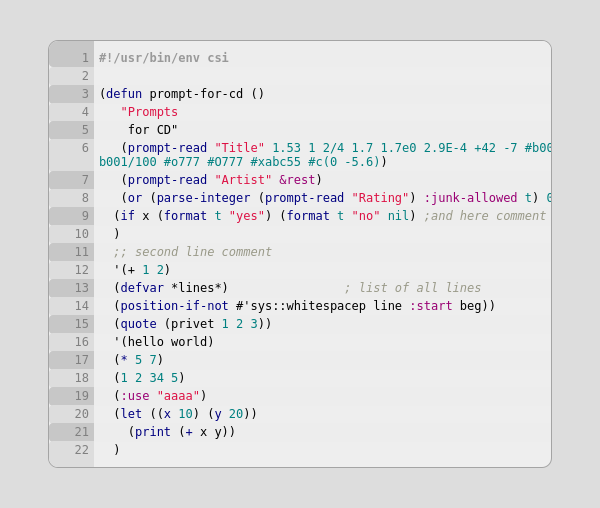 1 #!/usr/bin/env csi
2
3 (defun prompt-for-cd ()
4 "Prompts
5 for CD"
6 (prompt-read "Title" 1.53 1 2/4 1.7 1.7e0 2.9E-4 +42 -7 #b00
b001/100 #o777 #O777 #xabc55 #c(0 -5.6))
7 (prompt-read "Artist" &rest)
8 (or (parse-integer (prompt-read "Rating") :junk-allowed t) 0
9 (if x (format t "yes") (format t "no" nil) ;and here comment
10 )
11 ;; second line comment
12 '(+ 1 2)
13 (defvar *lines*) ; list of all lines
14 (position-if-not #'sys::whitespacep line :start beg))
15 (quote (privet 1 2 3))
16 '(hello world)
17 (* 5 7)
18 (1 2 34 5)
19 (:use "aaaa")
20 (let ((x 10) (y 20))
21 (print (+ x y))
22 )